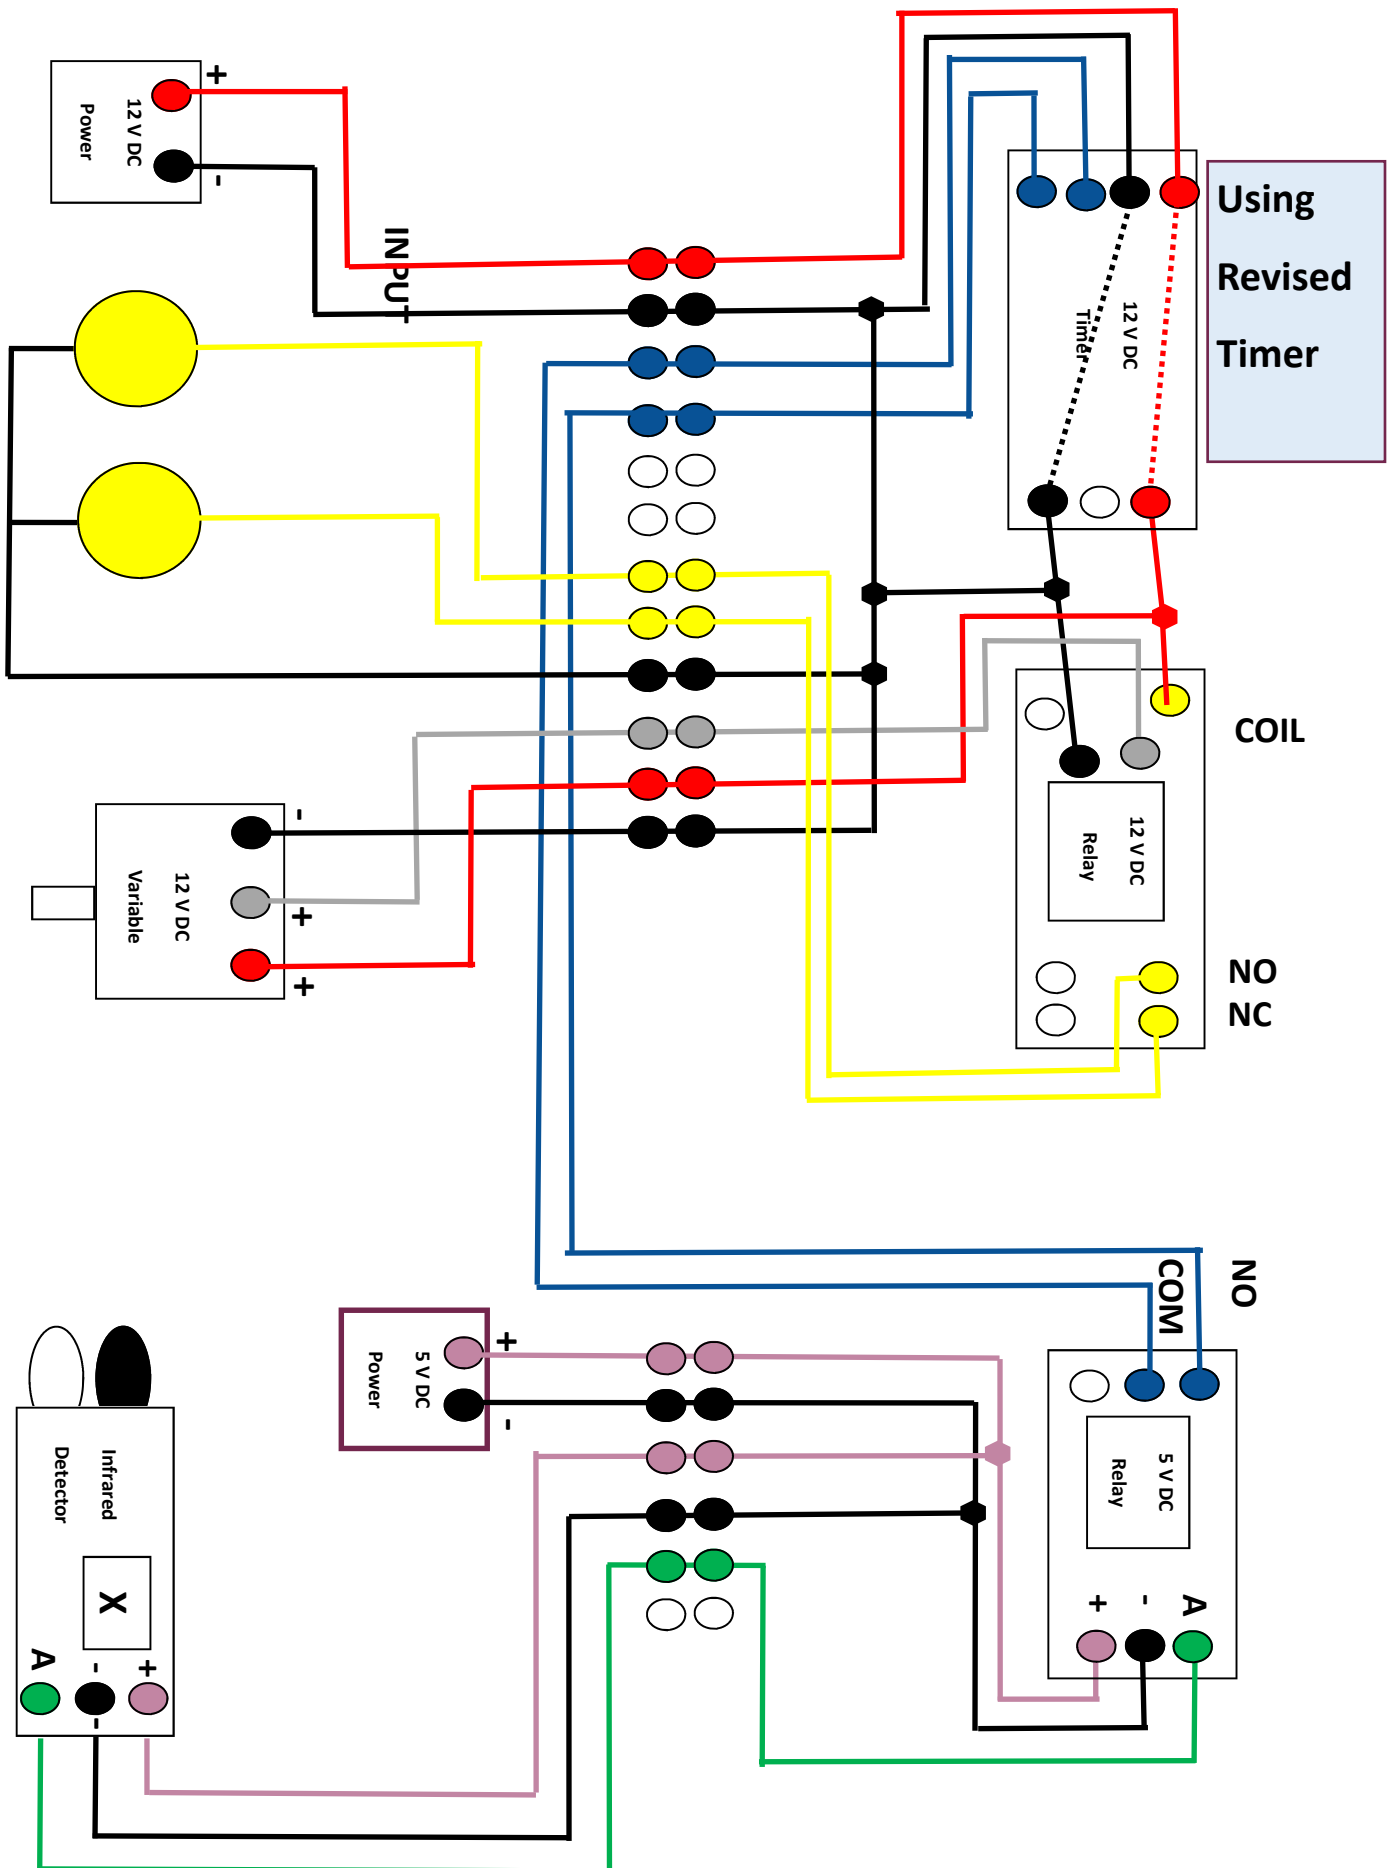 +
12 V DC
Power
-
INPUT
Using
Revised
Timer
12 V DC
Timer
COIL
12 V DC
Relay
NO
NC
-
12 V DC
Variable
+
+
NO
COM
+
5 V DC
Power
-
5 V DC
Relay
+
-
A
Infrared
Detector
X
A
-
+
-